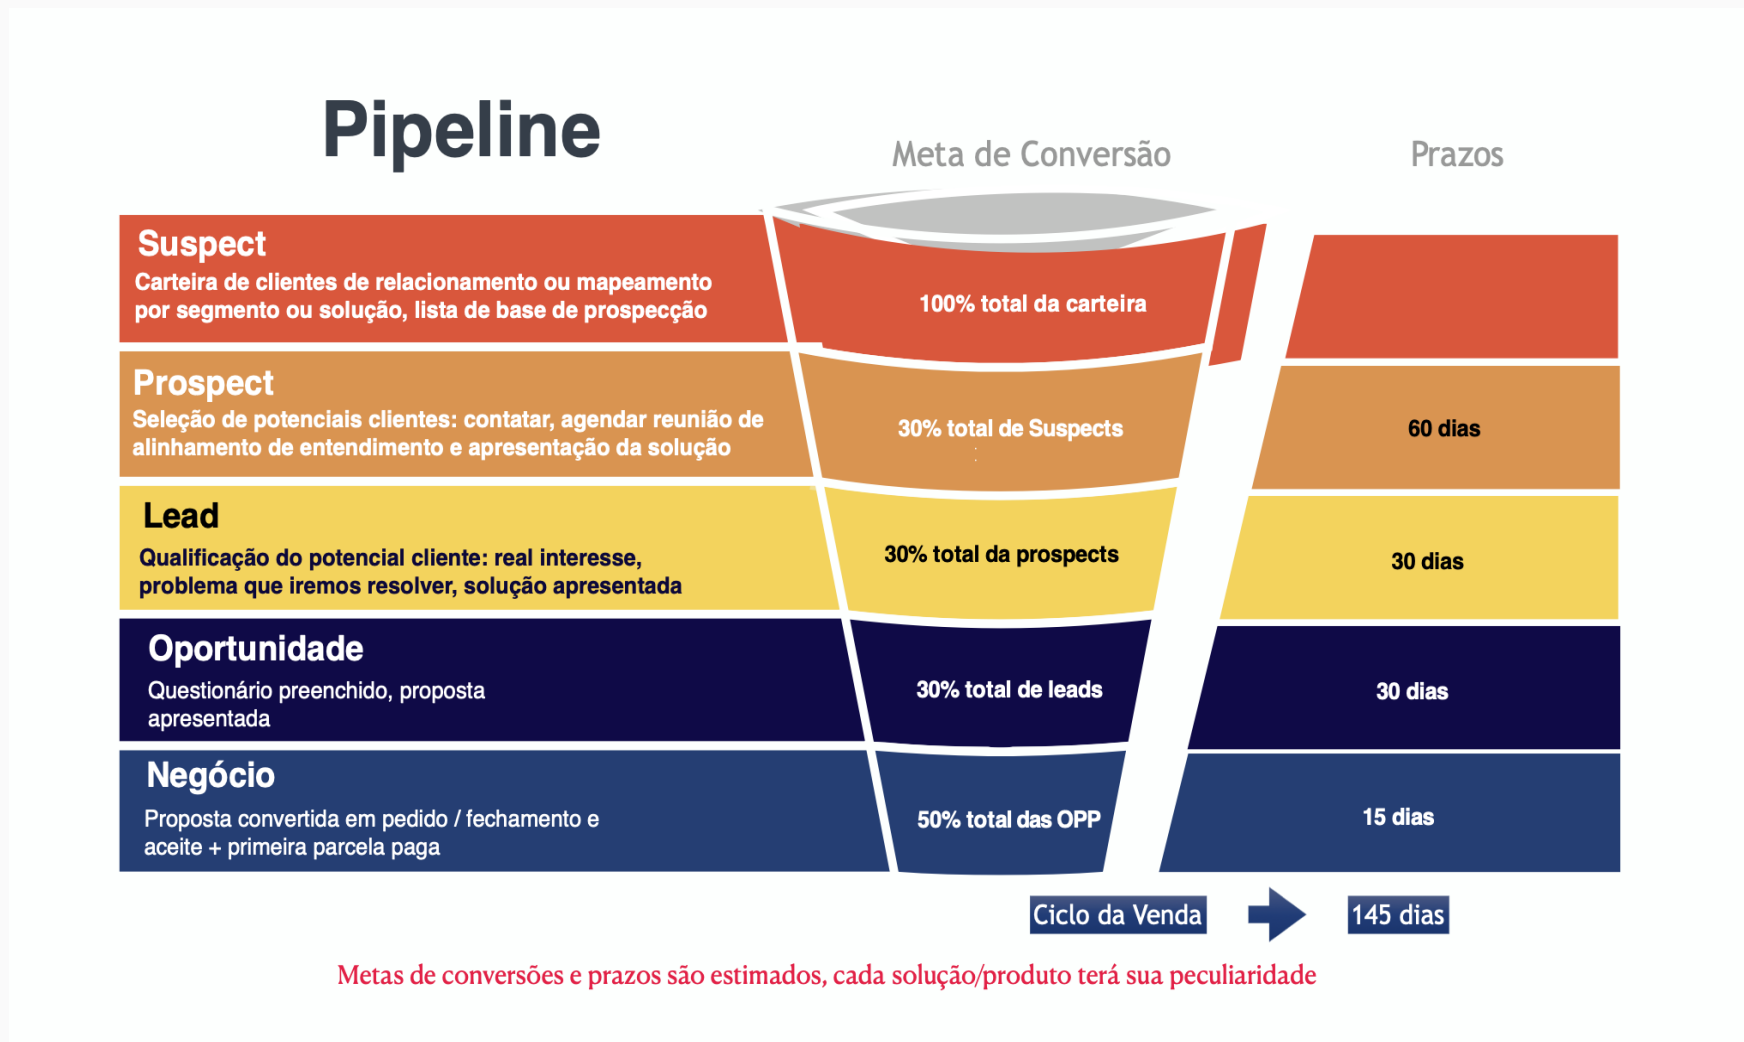 Pipeline
Meta de Conversão
Prazos
Suspect
Carteira de clientes de relacionamento ou mapeamento
por segmento ou solução, lista de base de prospecção
100% total da carteira
Prospect
Seleção de potenciais clientes: contatar, agendar reunião de
alinhamento de entendimento e apresentação da solução
30% total de Suspects
60 dias
Lead
Qualificação do potencial cliente: real interesse,
problema que iremos resolver, solução apresentada
30% total da prospects
30 dias
Oportunidade
Questionário preenchido, proposta
apresentada
30% total de leads
30 dias
Negócio
Proposta convertida em pedido / fechamento e
aceite + primeira parcela paga
50% total das OPP
15 dias
Ciclo da Venda
145 dias
Metas de conversões e prazos são estimados, cada solução/produto terá sua peculiaridade